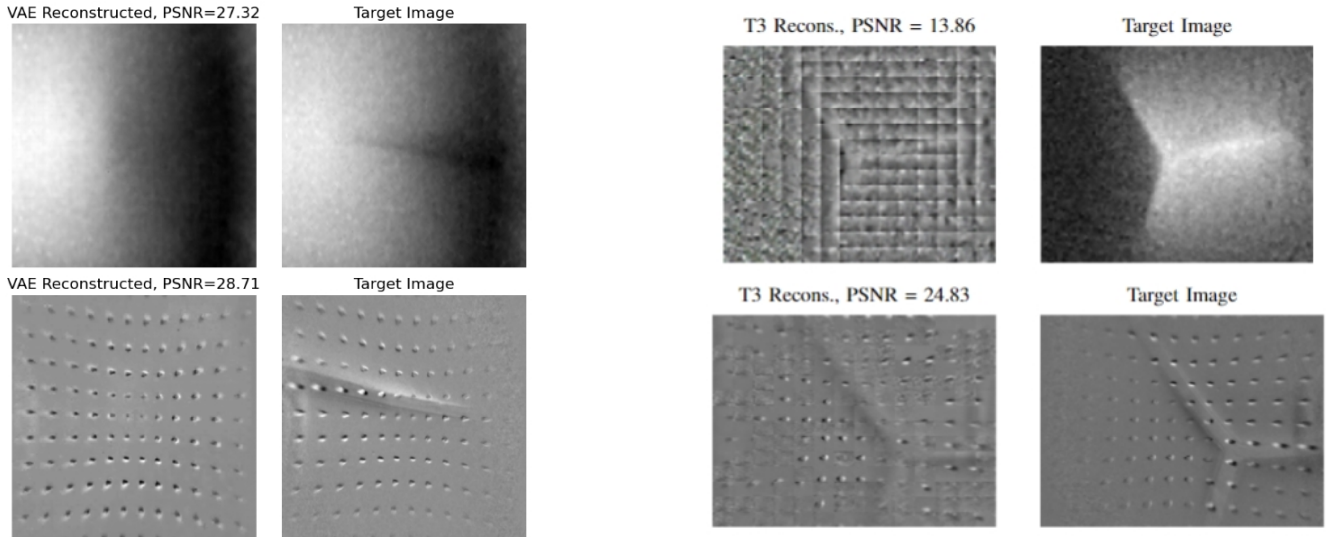 VAE Reconstructed, PSNR=27.32
Target Image
T3 Recons., PSNR = 13.86
Target Image
VAE Reconstructed, PSNR=28.71
Target Image
T3 Recons., PSNR = 24.83
Target Image